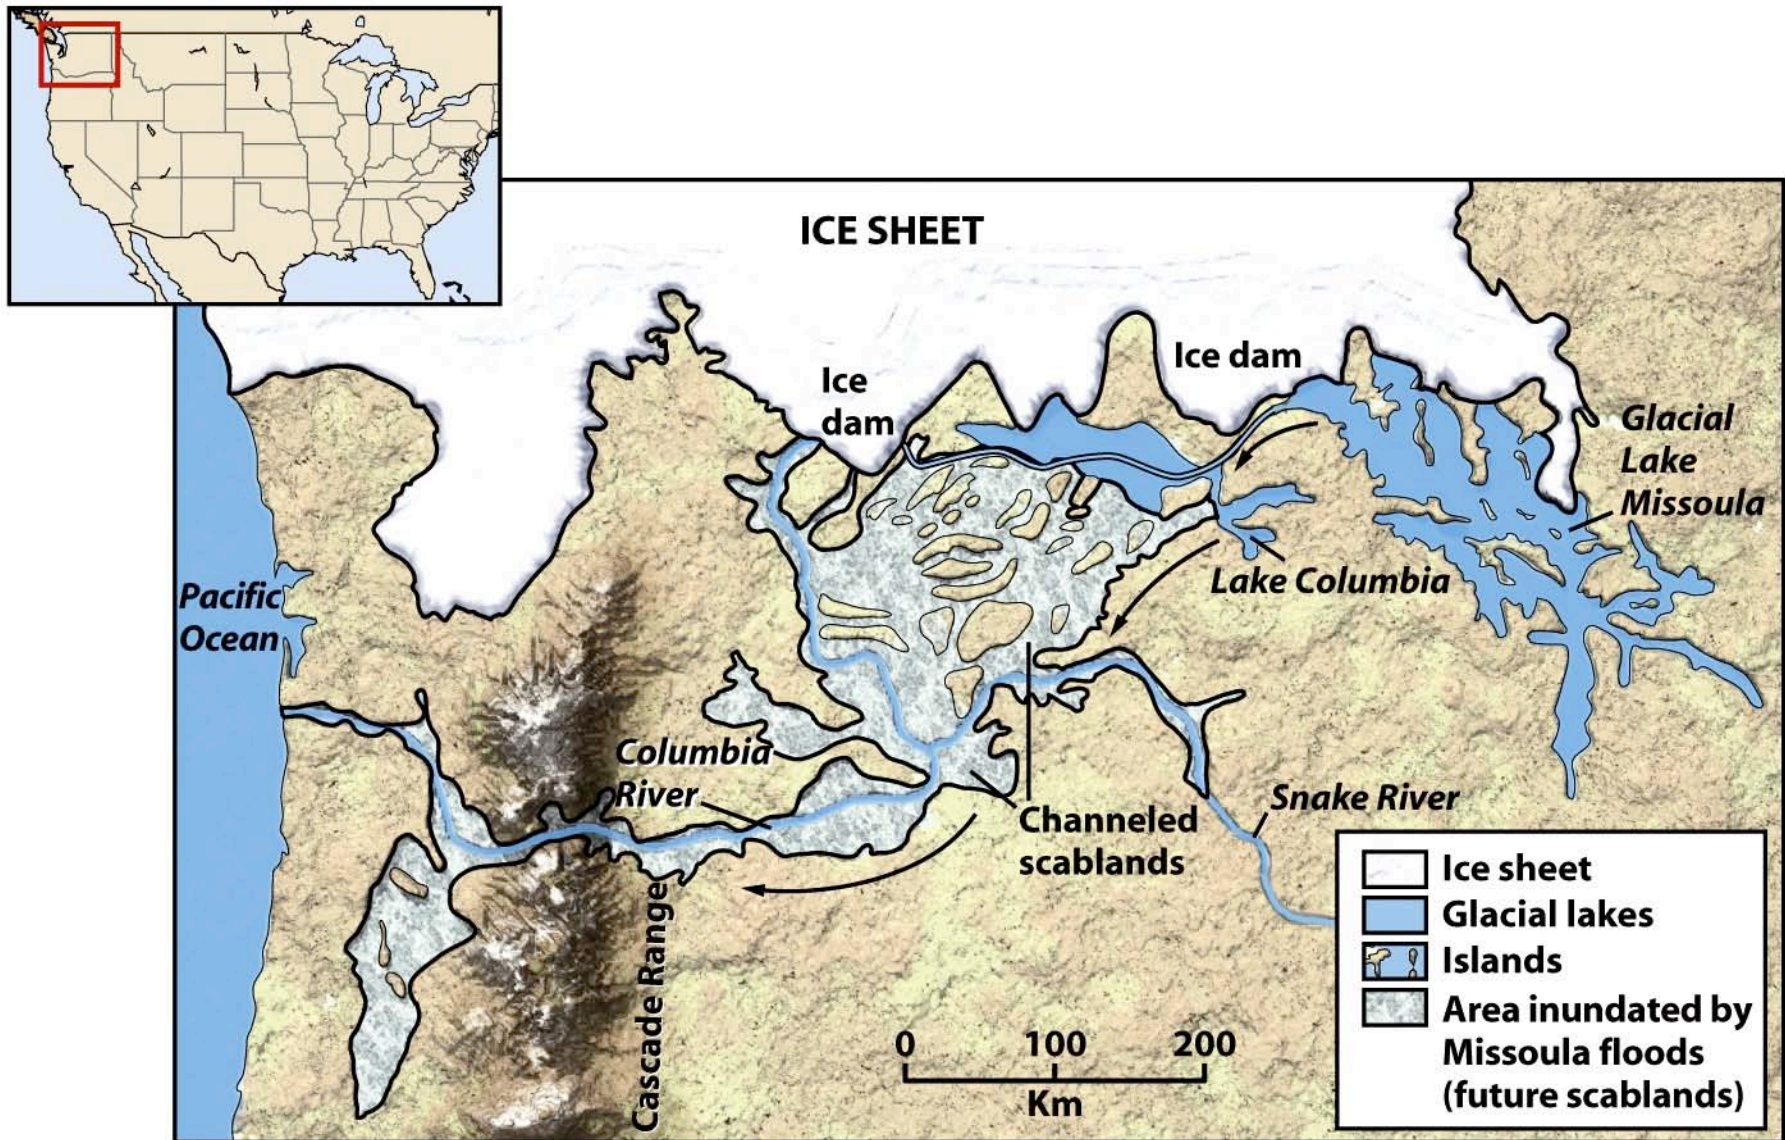 ICE SHEET
Ice dam
Ice
dam
Glacial
Lake
Missoula
Lake Columbia
Pacific
Ocean
Columbia
River
Snake River
Channeled
scablands
Cascade Range
0 100 200
Km
Ice sheet
Glacial lakes
Islands
Area inundated by
Missoula floods
(future scablands)